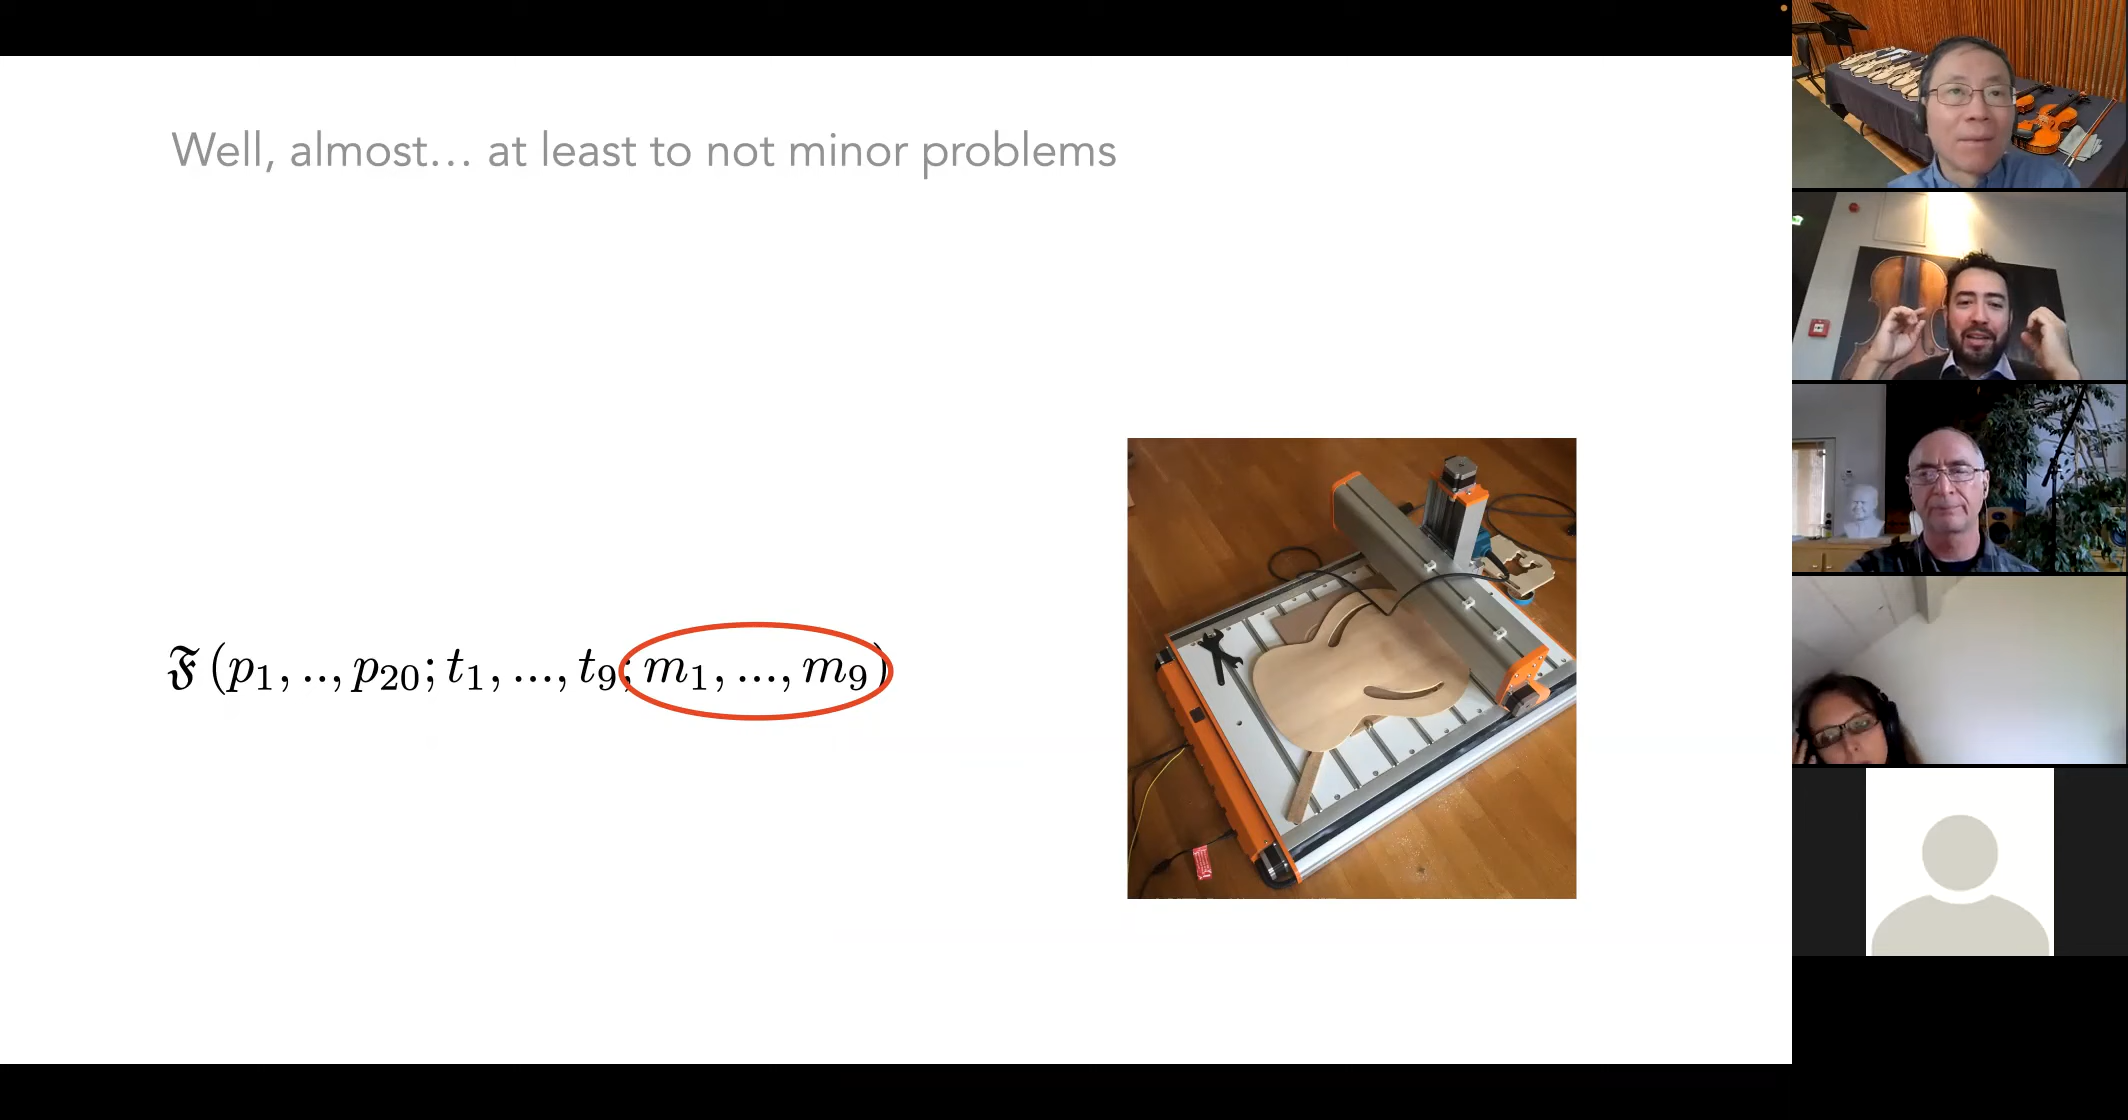 Well, almost... at least to not minor problems
𝔉 (p₁, .., p₂₀; t₁, ..., t₉; m₁, ..., m₉)